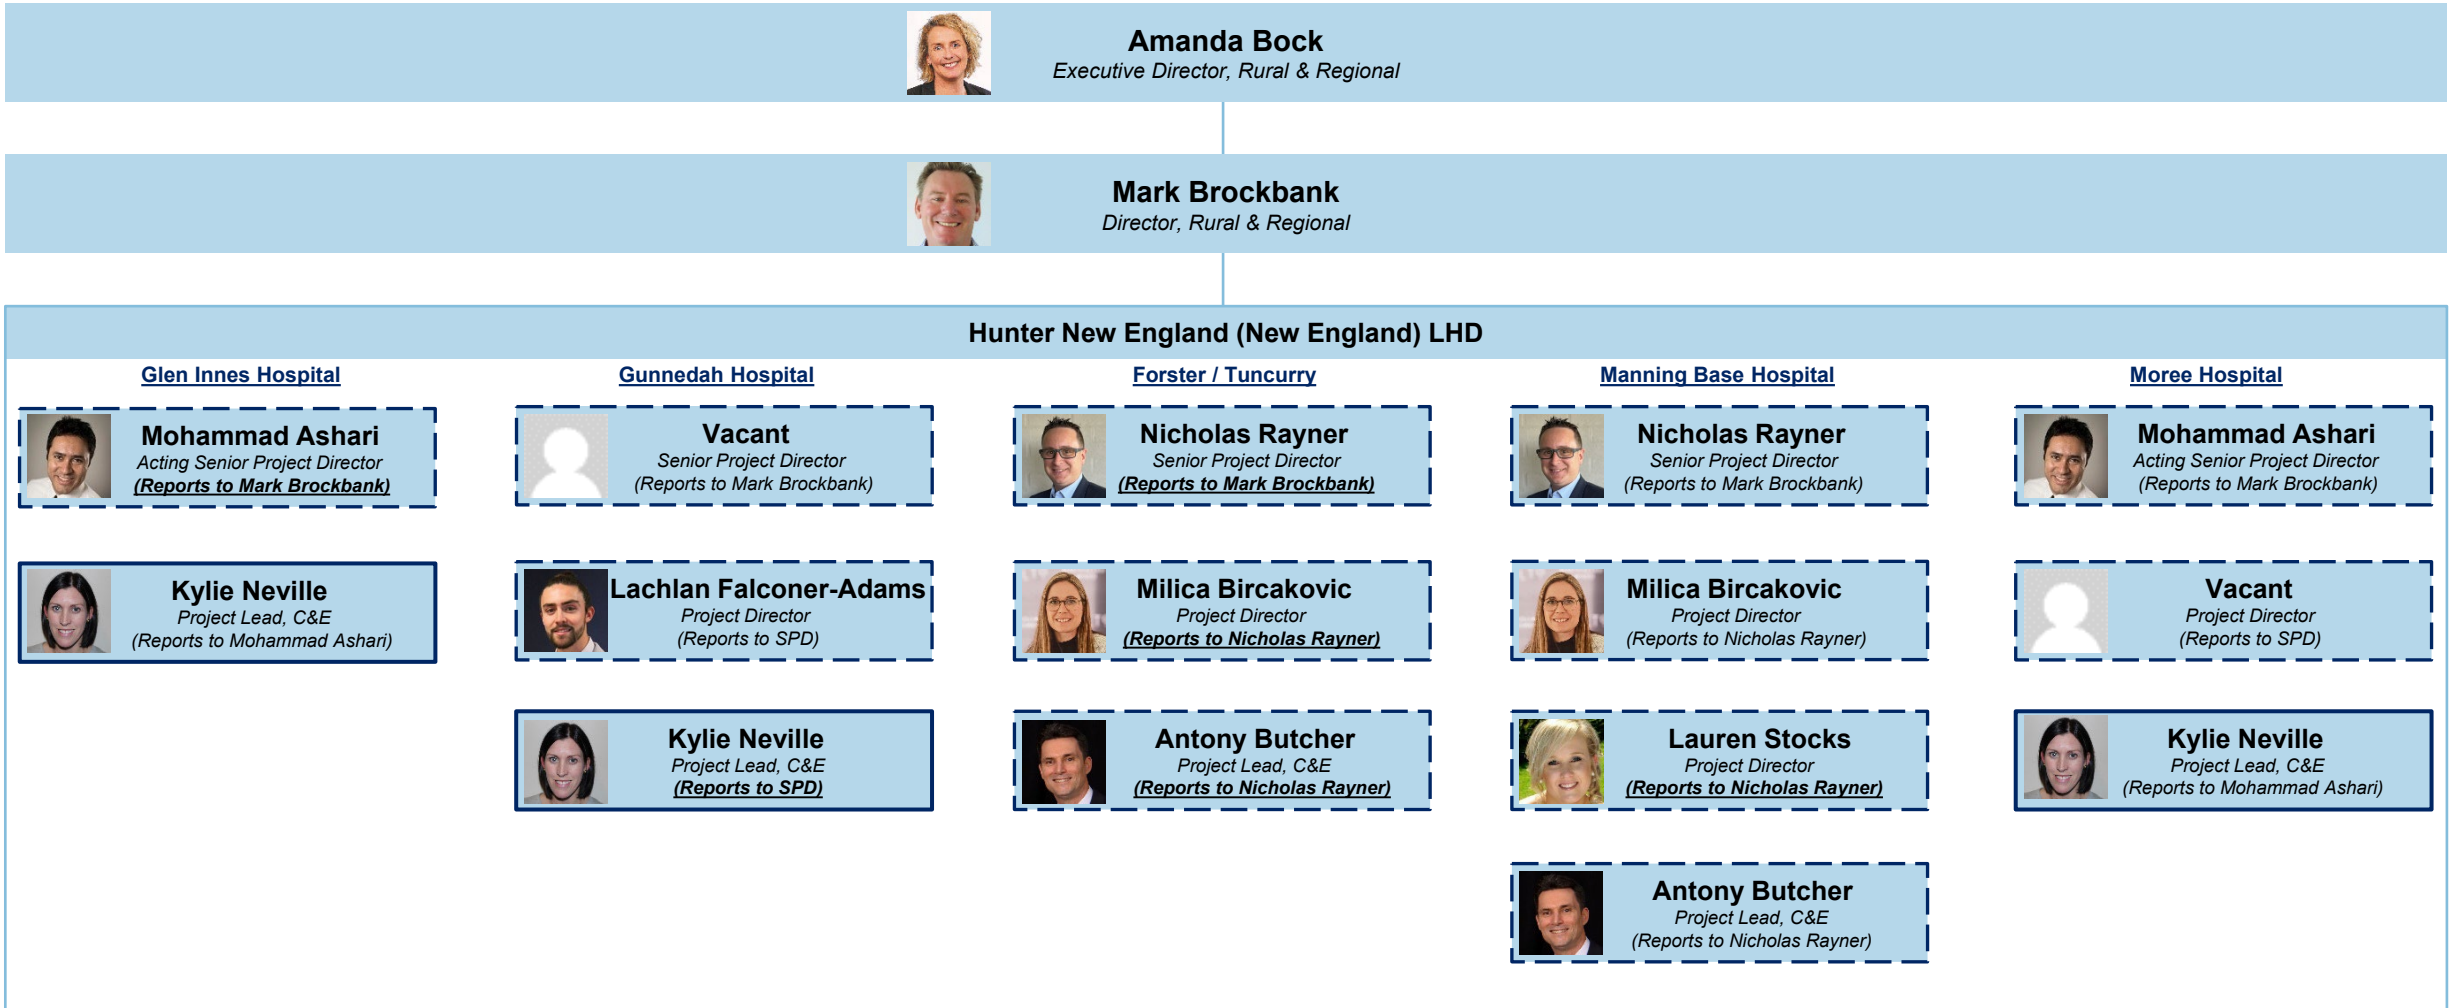 Amanda Bock
Executive Director, Rural & Regional
Mark Brockbank
Director, Rural & Regional
Hunter New England (New England) LHD
Glen Innes Hospital
Mohammad Ashari
Acting Senior Project Director
(Reports to Mark Brockbank)
Kylie Neville
Project Lead, C&E
(Reports to Mohammad Ashari)
Gunnedah Hospital
Vacant
Senior Project Director
(Reports to Mark Brockbank)
Lachlan Falconer-Adams
Project Director
(Reports to SPD)
Kylie Neville
Project Lead, C&E
(Reports to SPD)
Forster / Tuncurry
Nicholas Rayner
Senior Project Director
(Reports to Mark Brockbank)
Milica Bircakovic
Project Director
(Reports to Nicholas Rayner)
Antony Butcher
Project Lead, C&E
(Reports to Nicholas Rayner)
Manning Base Hospital
Nicholas Rayner
Senior Project Director
(Reports to Mark Brockbank)
Milica Bircakovic
Project Director
(Reports to Nicholas Rayner)
Lauren Stocks
Project Director
(Reports to Nicholas Rayner)
Antony Butcher
Project Lead, C&E
(Reports to Nicholas Rayner)
Moree Hospital
Mohammad Ashari
Acting Senior Project Director
(Reports to Mark Brockbank)
Vacant
Project Director
(Reports to SPD)
Kylie Neville
Project Lead, C&E
(Reports to Mohammad Ashari)